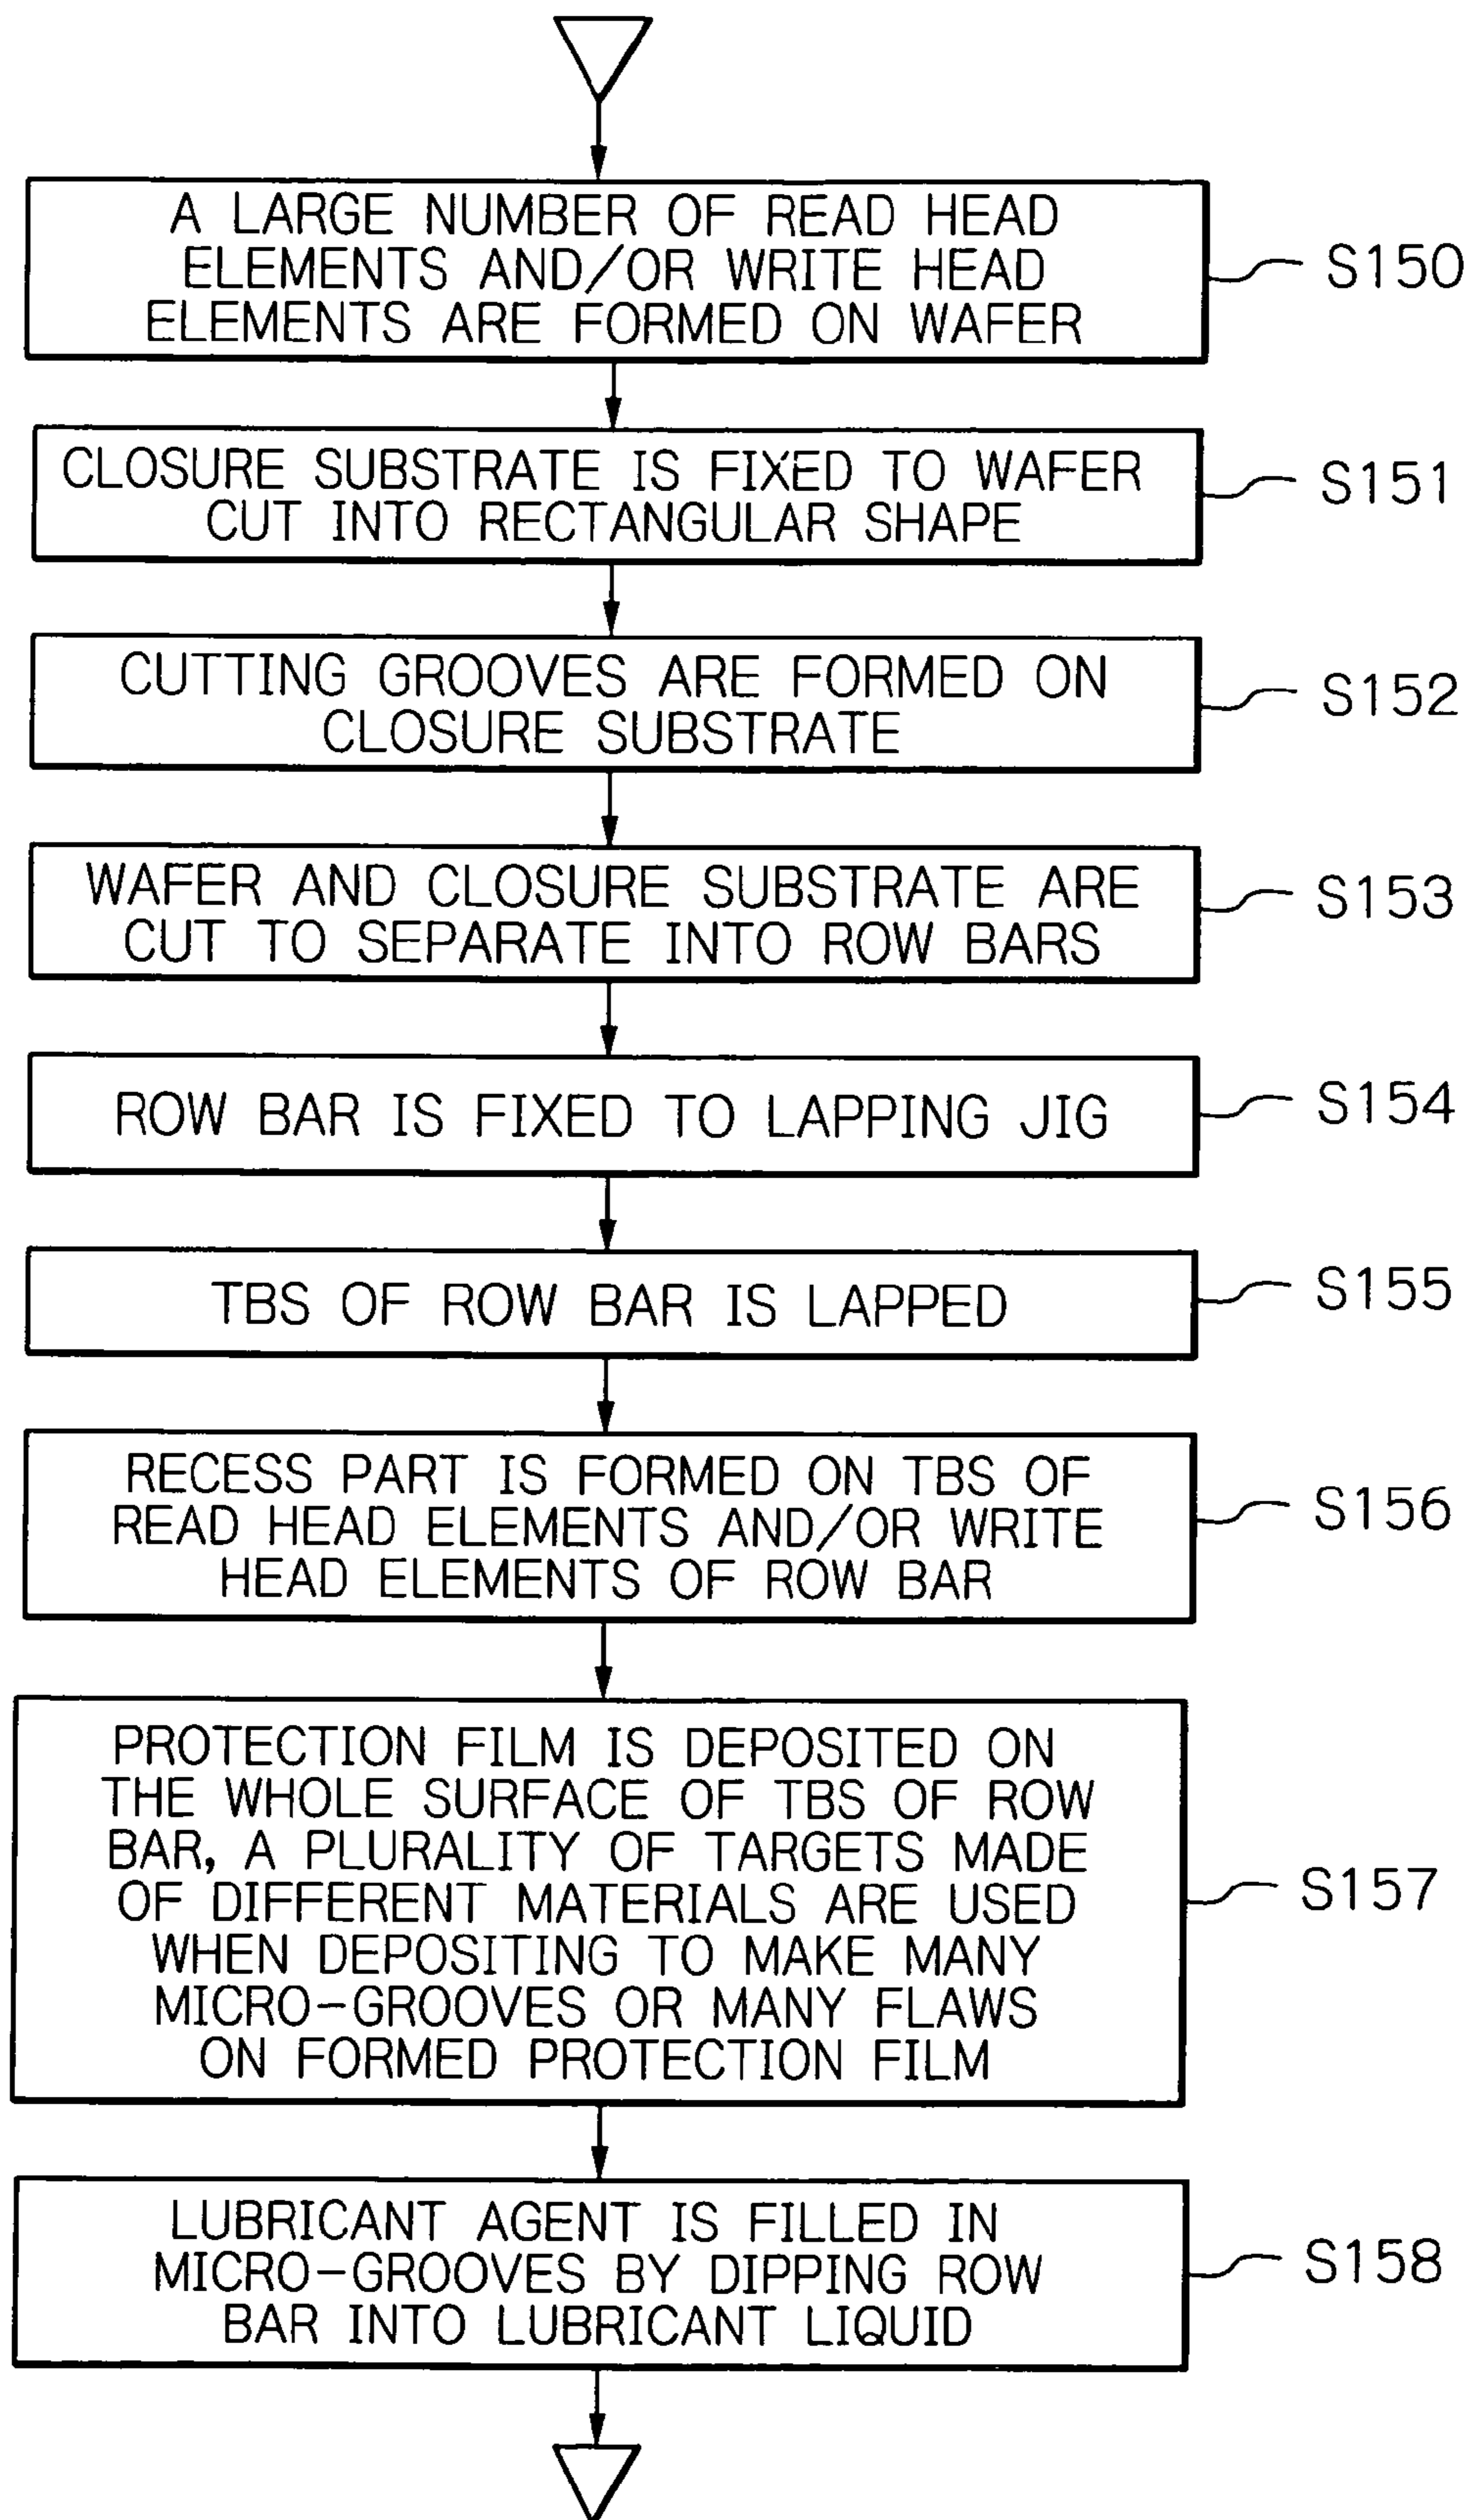 A LARGE NUMBER OF READ HEAD
ELEMENTS AND/OR WRITE HEAD
ELEMENTS ARE FORMED ON WAFER
S150
CLOSURE SUBSTRATE IS FIXED TO WAFER
CUT INTO RECTANGULAR SHAPE
S151
CUTTING GROOVES ARE FORMED ON
CLOSURE SUBSTRATE
S152
WAFER AND CLOSURE SUBSTRATE ARE
CUT TO SEPARATE INTO ROW BARS
S153
ROW BAR IS FIXED TO LAPPING JIG
S154
TBS OF ROW BAR IS LAPPED
S155
RECESS PART IS FORMED ON TBS OF
READ HEAD ELEMENTS AND/OR WRITE
HEAD ELEMENTS OF ROW BAR
S156
PROTECTION FILM IS DEPOSITED ON
THE WHOLE SURFACE OF TBS OF ROW
BAR, A PLURALITY OF TARGETS MADE
OF DIFFERENT MATERIALS ARE USED
WHEN DEPOSITING TO MAKE MANY
MICRO-GROOVES OR MANY FLAWS
ON FORMED PROTECTION FILM
S157
LUBRICANT AGENT IS FILLED IN
MICRO-GROOVES BY DIPPING ROW
BAR INTO LUBRICANT LIQUID
S158